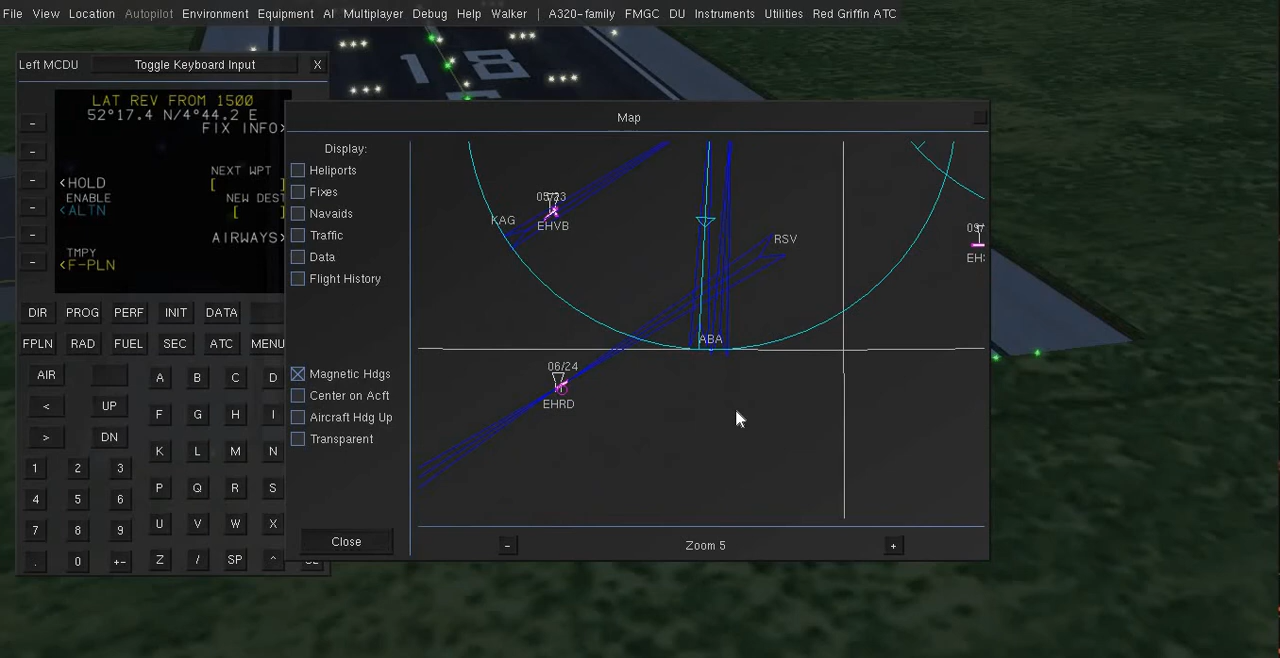 File View Location Autopilot Environment Equipment AI Multiplayer Debug Help Walker | A320-family FMGC DU Instruments Utilities Red Griffin ATC
18
Left MCDU Toggle Keyboard Input X
LAT REV FROM 1500
52°17.4 N/4°44.2 E
FIX INFO>
NEXT WPT
<HOLD [
ENABLE NEW DEST
<ALTN [
AIRWAYS>
TMPY
<F-PLN
DIR PROG PERF INIT DATA
FPLN RAD FUEL SEC ATC MENU
AIR A B C D
< UP F G H I
> DN K L M N
1 2 3 P Q R S
4 5 6 U V W X
7 8 9 Z / SP ^
. 0 +-
Map
Display:
Heliports
Fixes
Navaids
Traffic
Data
Flight History
Magnetic Hdgs
Center on Acft
Aircraft Hdg Up
Transparent
Close
05/23
KAG
EHVB
RSV
ABA
06/24
EHRD
- Zoom 5 +